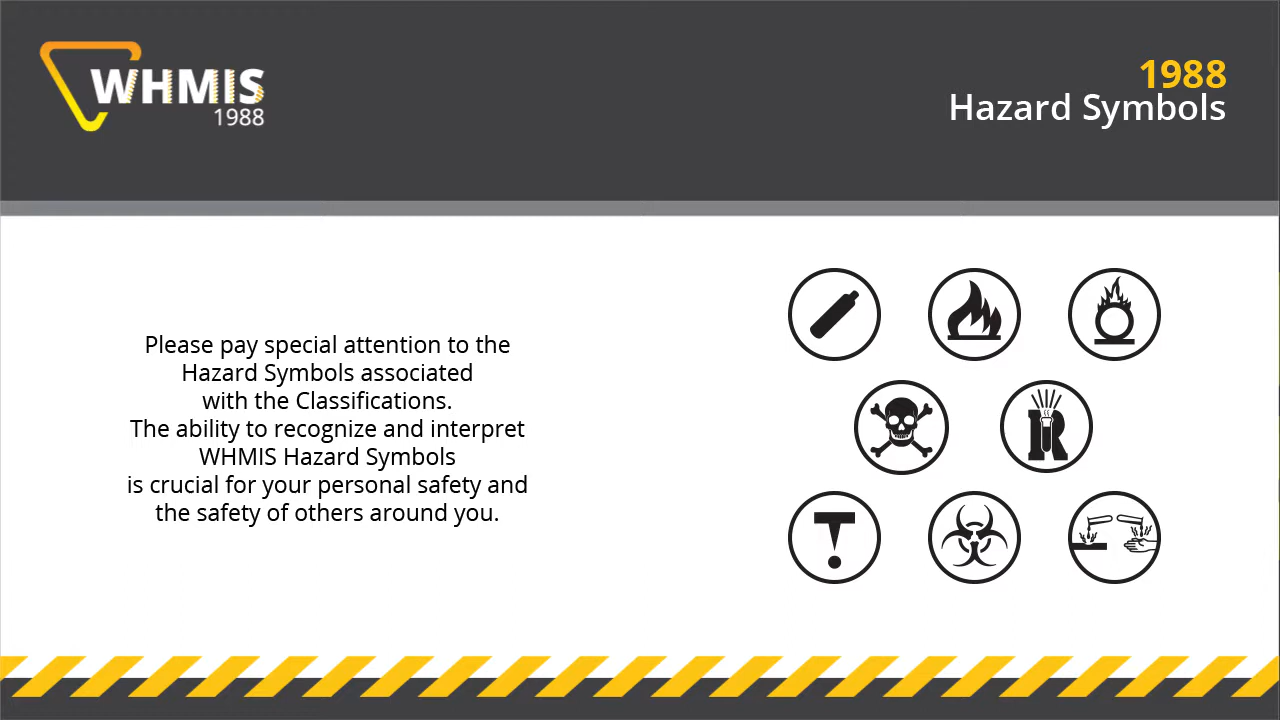 WHMIS
1988
1988
Hazard Symbols
Please pay special attention to the
Hazard Symbols associated
with the Classifications.
The ability to recognize and interpret
WHMIS Hazard Symbols
is crucial for your personal safety and
the safety of others around you.
R